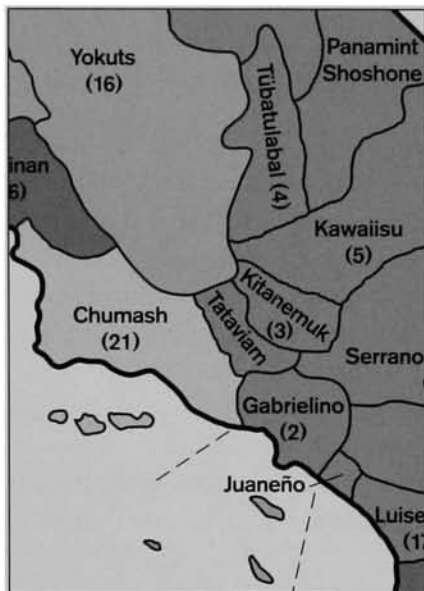 Yokuts
(16)
Panamint
Shoshone
Tübatulabal (4)
inan
6)
Kawaiisu
(5)
Kitanemuk
(3)
Chumash
(21)
Tataviam
Serrano
Gabrielino
(2)
Juaneño
Luise
(17